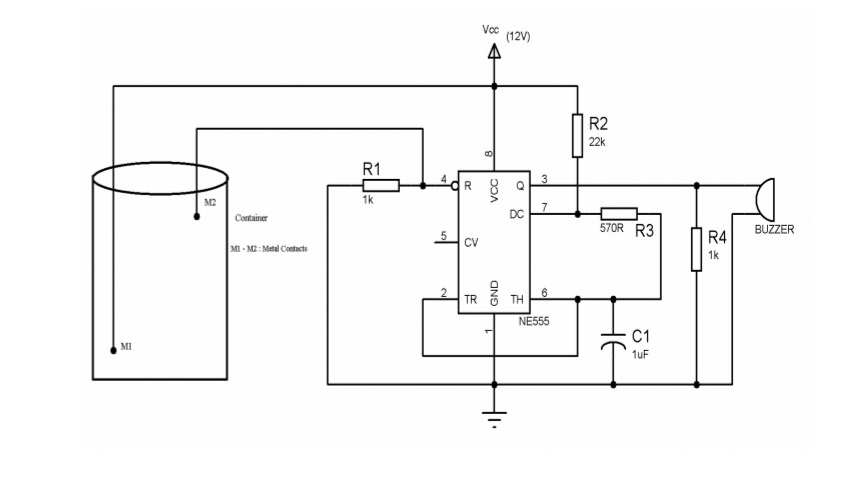 Vcc
(12V)
R2
22k
R1
1k
4
R
8
VCC
Q
3
M2
DC
7
570R
R3
Container
5
CV
R4
1k
BUZZER
M1 - M2 : Metal Contacts
2
TR
GND
TH
6
1
NE555
M1
C1
1uF